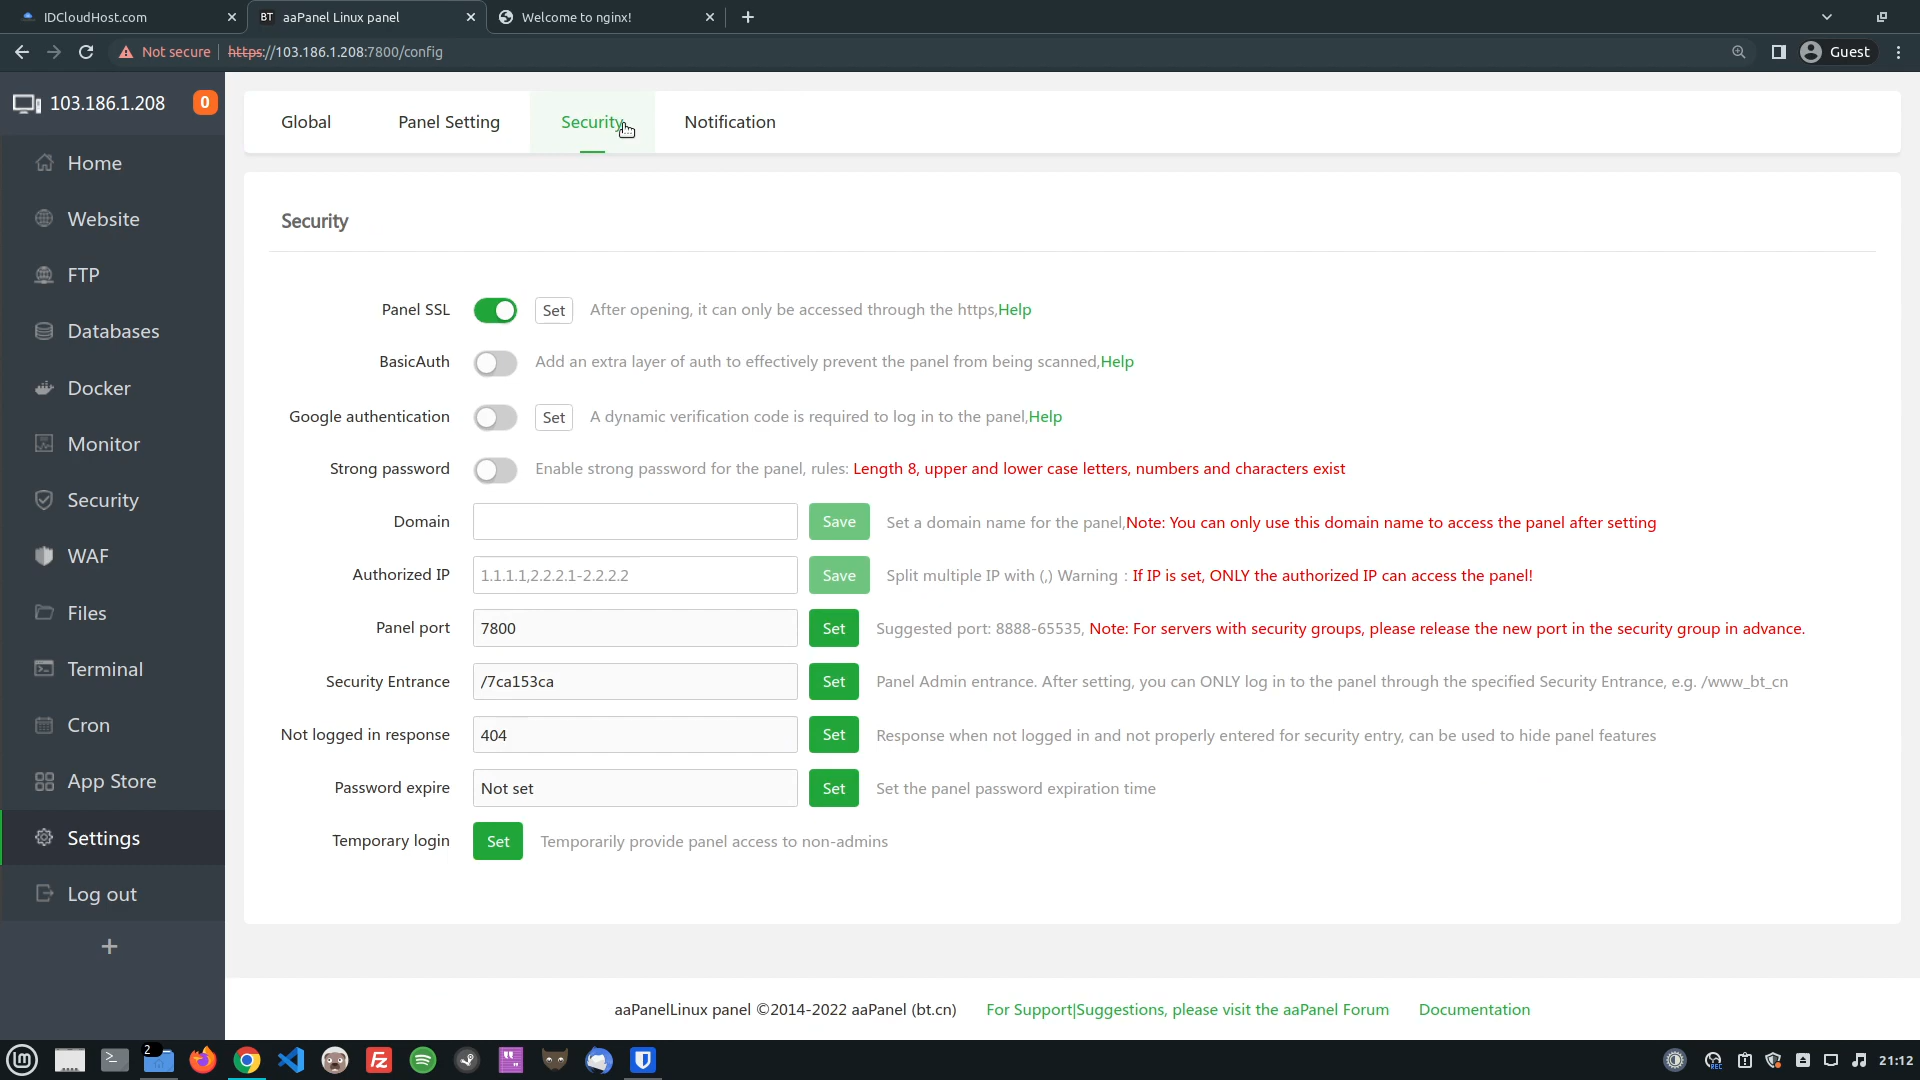 IDCloudHost.com
BT aaPanel Linux panel
Welcome to nginx!
Not secure https://103.186.1.208:7800/config
Guest
103.186.1.208 0
Home
Website
FTP
Databases
Docker
Monitor
Security
WAF
Files
Terminal
Cron
App Store
Settings
Log out
Global Panel Setting Security Notification
Security
Panel SSL Set After opening, it can only be accessed through the https,Help
BasicAuth Add an extra layer of auth to effectively prevent the panel from being scanned,Help
Google authentication Set A dynamic verification code is required to log in to the panel,Help
Strong password Enable strong password for the panel, rules: Length 8, upper and lower case letters, numbers and characters exist
Domain Save Set a domain name for the panel,Note: You can only use this domain name to access the panel after setting
Authorized IP 1.1.1.1,2.2.2.1-2.2.2.2 Save Split multiple IP with (,) Warning : If IP is set, ONLY the authorized IP can access the panel!
Panel port 7800 Set Suggested port: 8888-65535, Note: For servers with security groups, please release the new port in the security group in advance.
Security Entrance /7ca153ca Set Panel Admin entrance. After setting, you can ONLY log in to the panel through the specified Security Entrance, e.g. /www_bt_cn
Not logged in response 404 Set Response when not logged in and not properly entered for security entry, can be used to hide panel features
Password expire Not set Set Set the panel password expiration time
Temporary login Set Temporarily provide panel access to non-admins
aaPanelLinux panel ©2014-2022 aaPanel (bt.cn) For Support|Suggestions, please visit the aaPanel Forum Documentation
2
REC
21:12